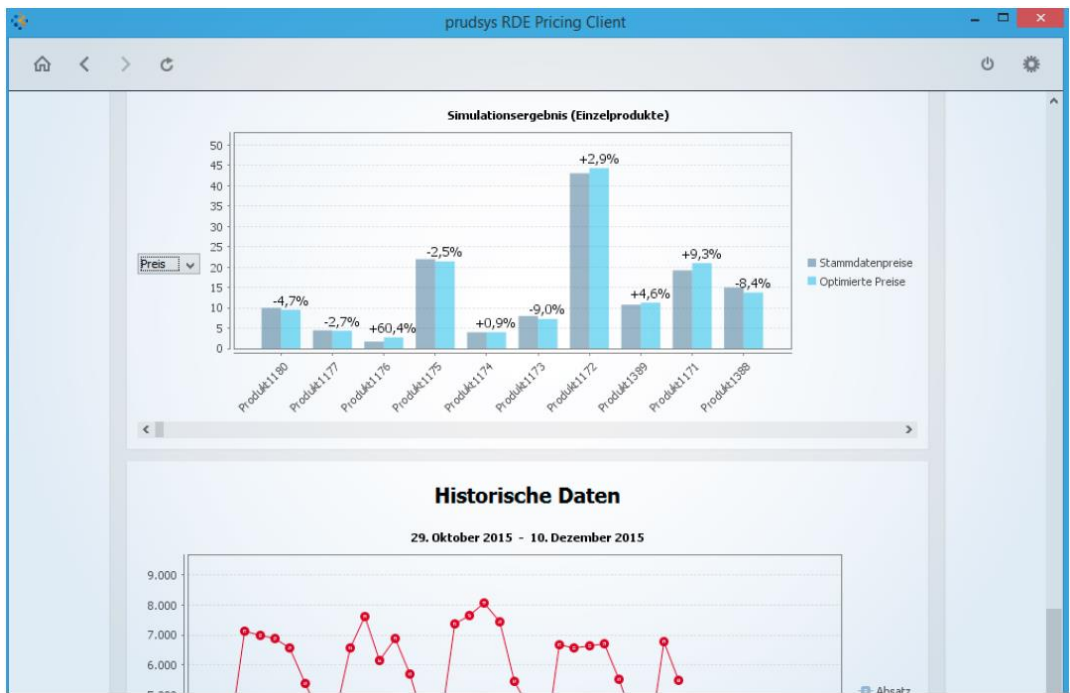 prudsys RDE Pricing Client
Simulationsergebnis (Einzelprodukte)
50
45
40
35
30
25
20
15
10
5
0
Preis
-4,7%
-2,7%
+60,4%
-2,5%
+0,9%
-9,0%
+2,9%
+4,6%
+9,3%
-8,4%
Stammdatenpreise
Optimierte Preise
Produkt1180
Produkt1177
Produkt1176
Produkt1175
Produkt1174
Produkt1173
Produkt1172
Produkt1389
Produkt1171
Produkt1388
Historische Daten
29. Oktober 2015 - 10. Dezember 2015
9.000
8.000
7.000
6.000
5.000
Absatz